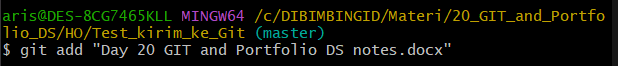 aris@DES-8CG7465KLL MINGW64 /c/DIBIMBINGID/Materi/20_GIT_and_Portfo
lio_DS/HO/Test_kirim_ke_Git (master)
$ git add "Day 20 GIT and Portfolio DS notes.docx"